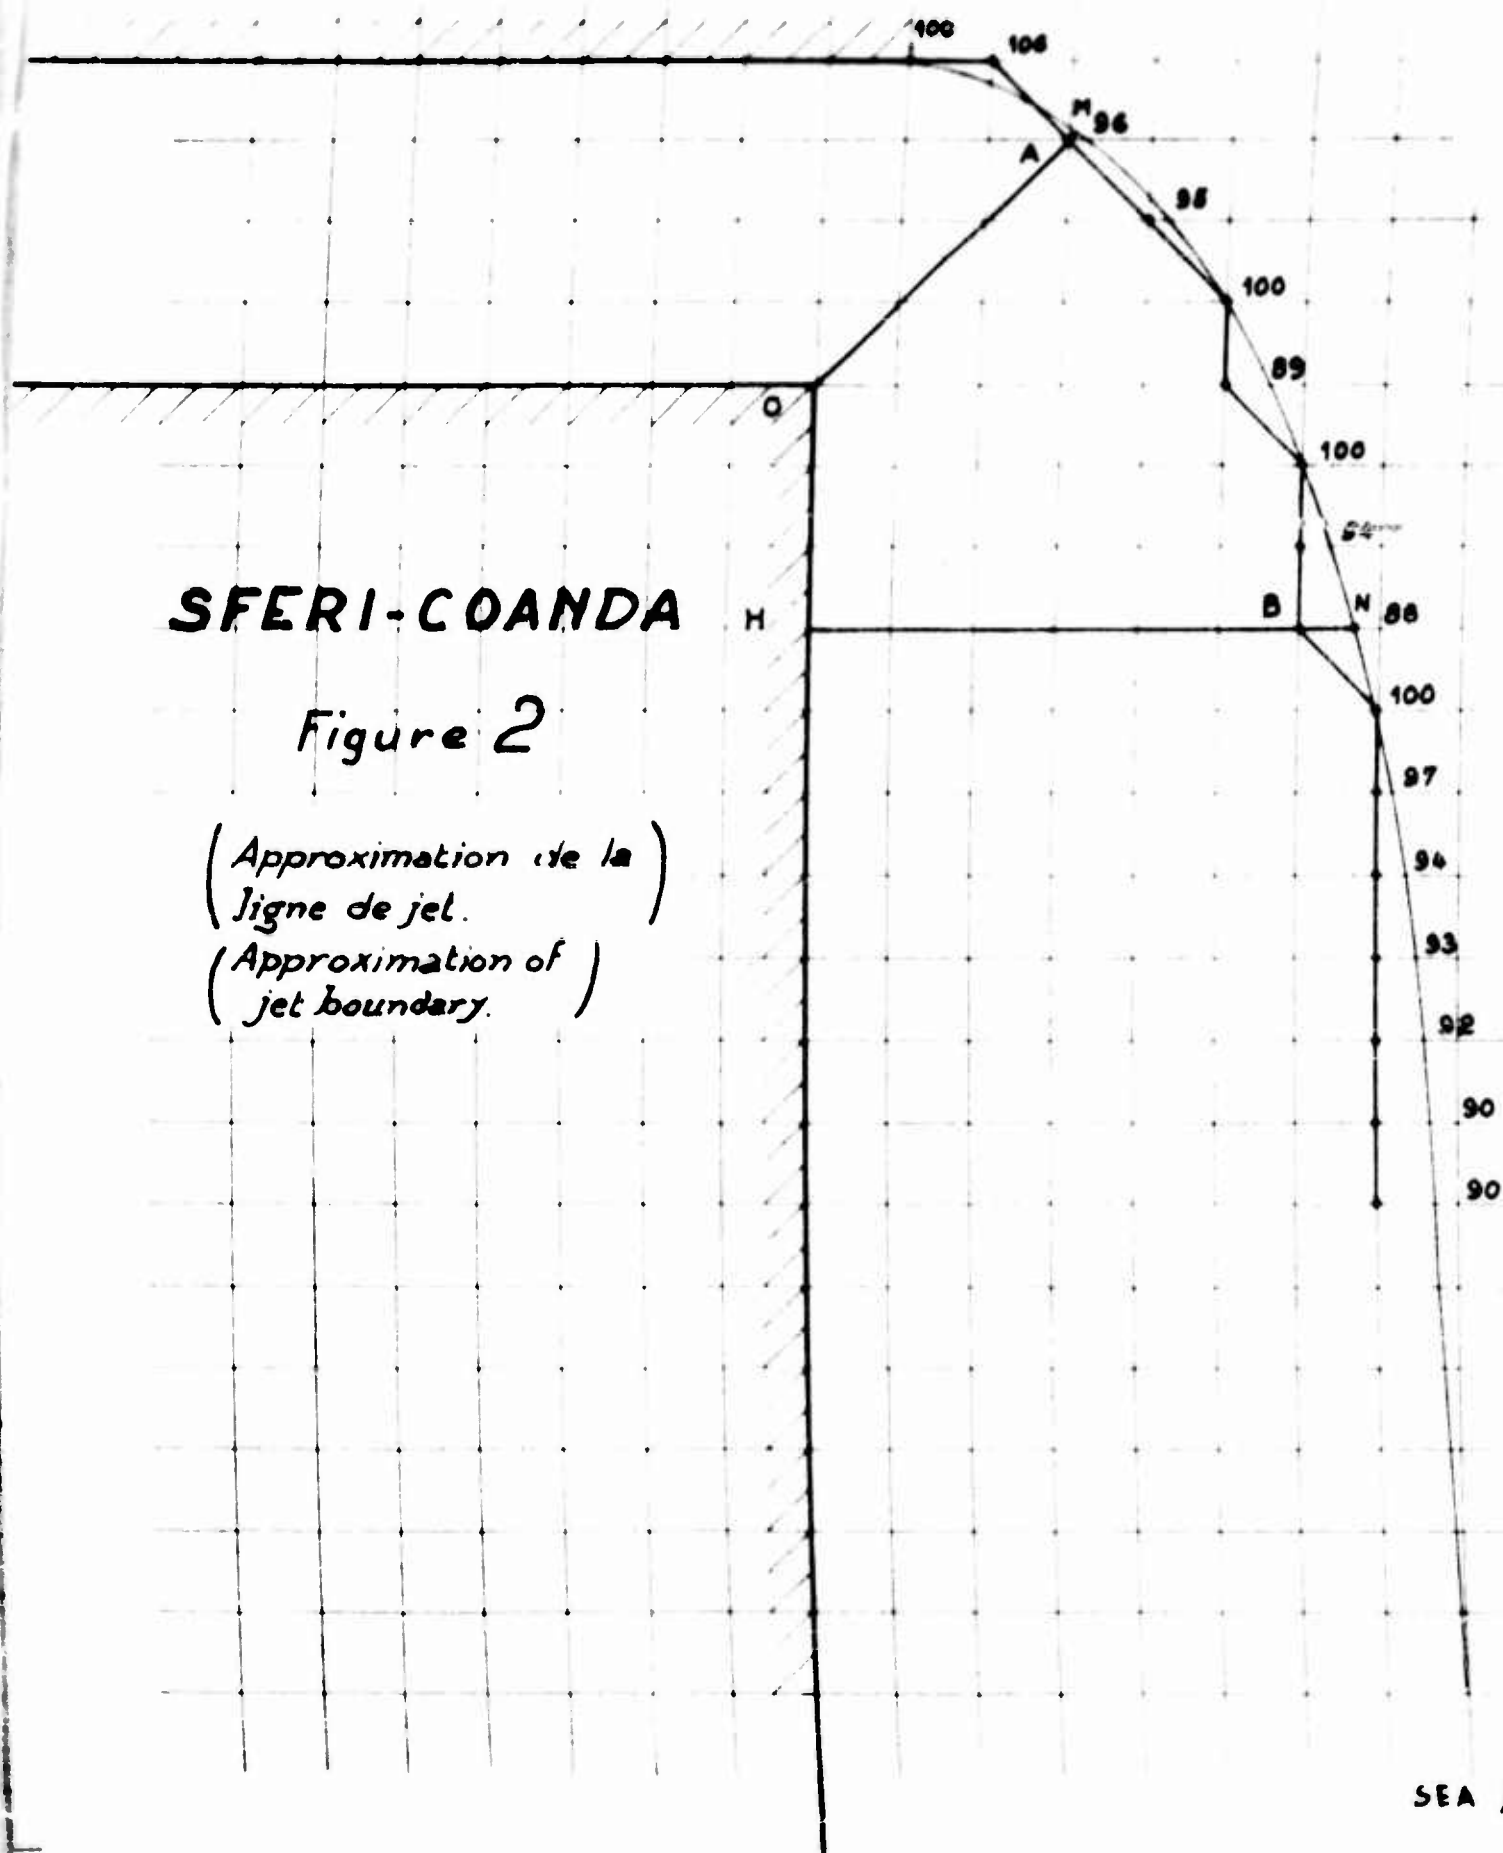 100
106
M
96
A
95
100
O
89
100
SFERI-COANDA
H
B
N
88
Figure 2
100
97
(Approximation de la
ligne de jet.)
94
(Approximation of
jet boundary.)
93
92
90
90
SEA